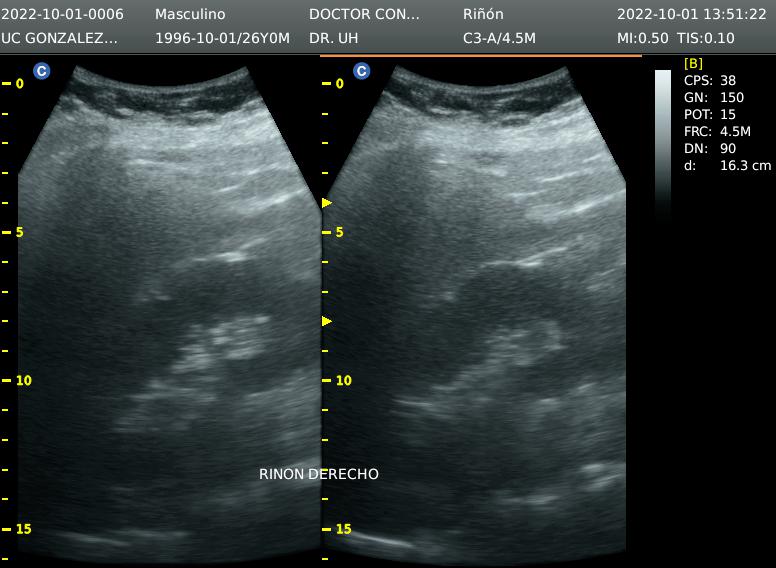 2022-10-01-0006 Masculino DOCTOR CON... Riñón 2022-10-01 13:51:22
UC GONZALEZ... 1996-10-01/26Y0M DR. UH C3-A/4.5M MI:0.50 TIS:0.10
C
C
[B]
CPS: 38
GN: 150
POT: 15
FRC: 4.5M
DN: 90
d: 16.3 cm
0
5
10
15
0
5
10
15
RINON DERECHO